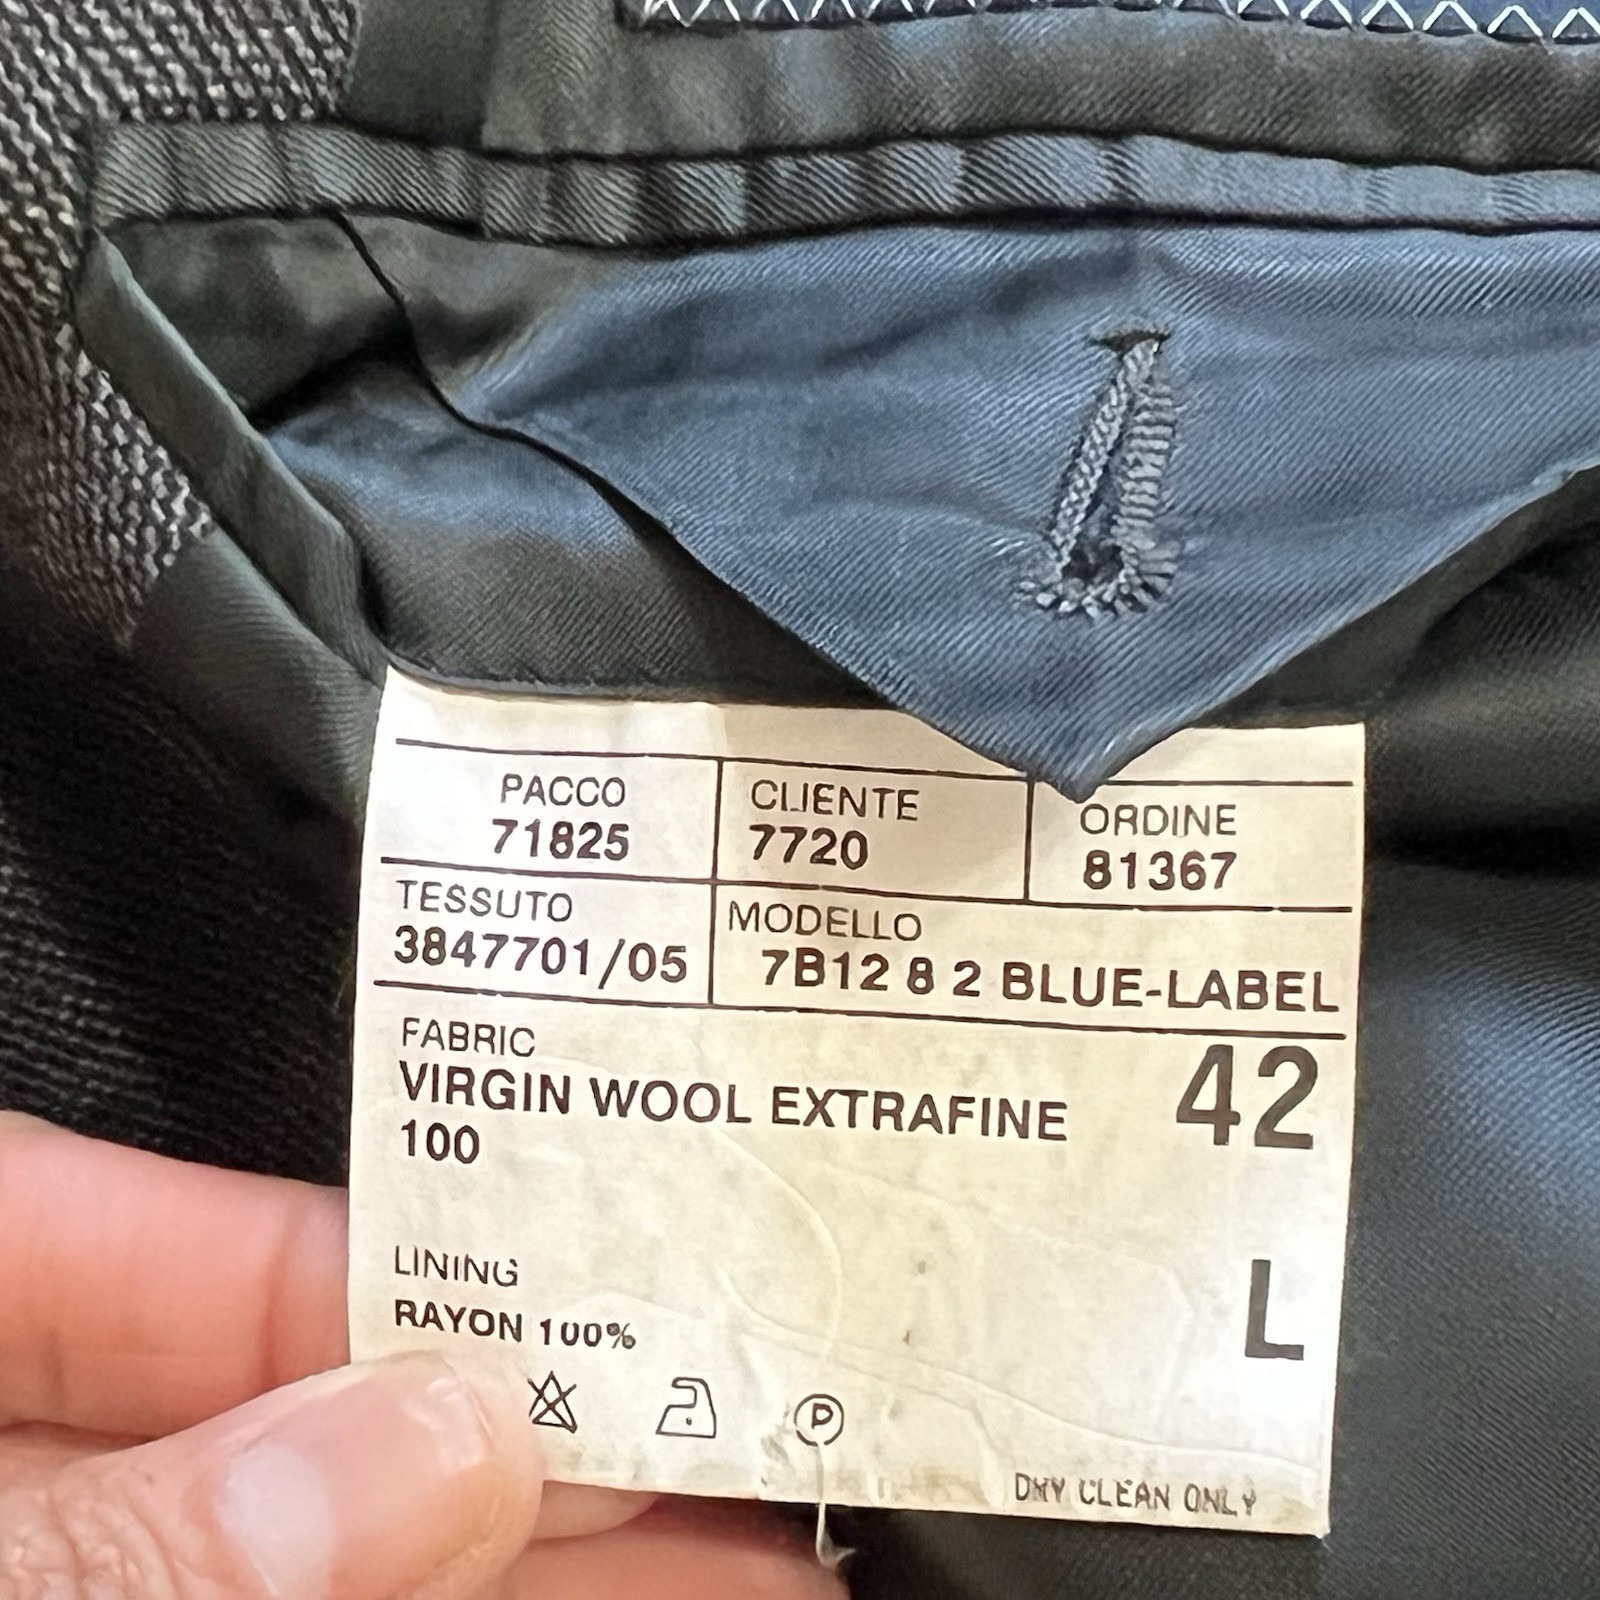 PACCO CLIENTE ORDINE
71825 7720 81367
TESSUTO MODELLO
3847701/05 7B12 8 2 BLUE-LABEL
FABRIC
VIRGIN WOOL EXTRAFINE 42
100
LINING L
RAYON 100%
P
DRY CLEAN ONLY